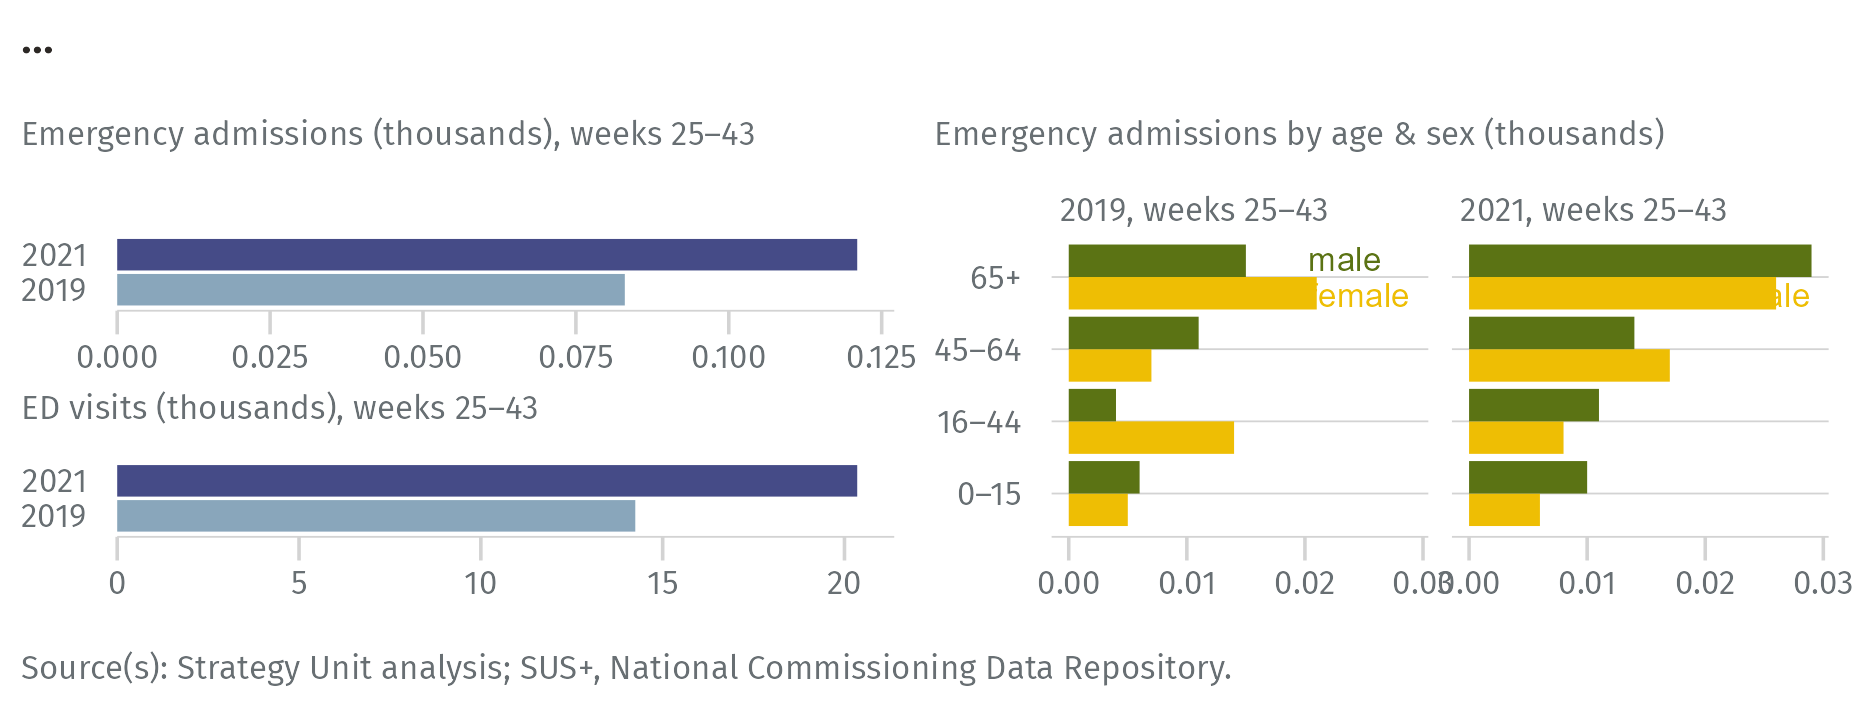 ...
Emergency admissions (thousands), weeks 25–43
2021
2019
0.000 0.025 0.050 0.075 0.100 0.125
ED visits (thousands), weeks 25–43
2021
2019
0 5 10 15 20
Emergency admissions by age & sex (thousands)
2019, weeks 25–43 2021, weeks 25–43
male
65+
female
45–64
16–44
0–15
0.00 0.01 0.02 0.03 0.00 0.01 0.02 0.03
Source(s): Strategy Unit analysis; SUS+, National Commissioning Data Repository.